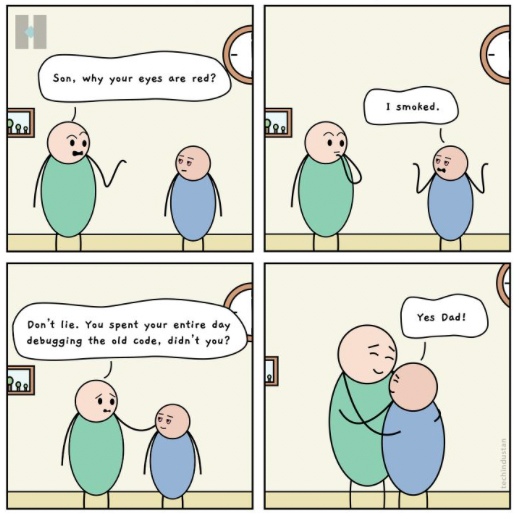 Son, why your eyes are red?
I smoked.
Don't lie. You spent your entire day
debugging the old code, didn't you?
Yes Dad!
techindustan